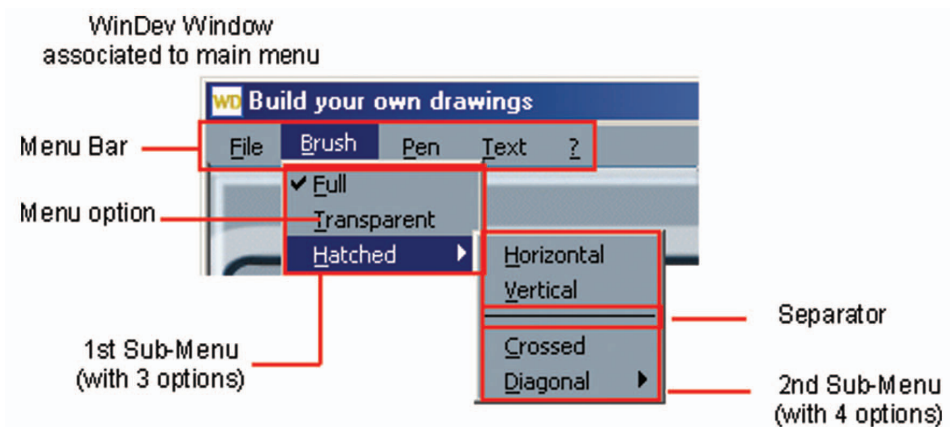 WinDev Window
associated to main menu
WD Build your own drawings
Menu Bar
File Brush Pen Text ?
Full
Menu option
Transparent
Hatched
Horizontal
Vertical
Separator
1st Sub-Menu
(with 3 options)
Crossed
Diagonal
2nd Sub-Menu
(with 4 options)